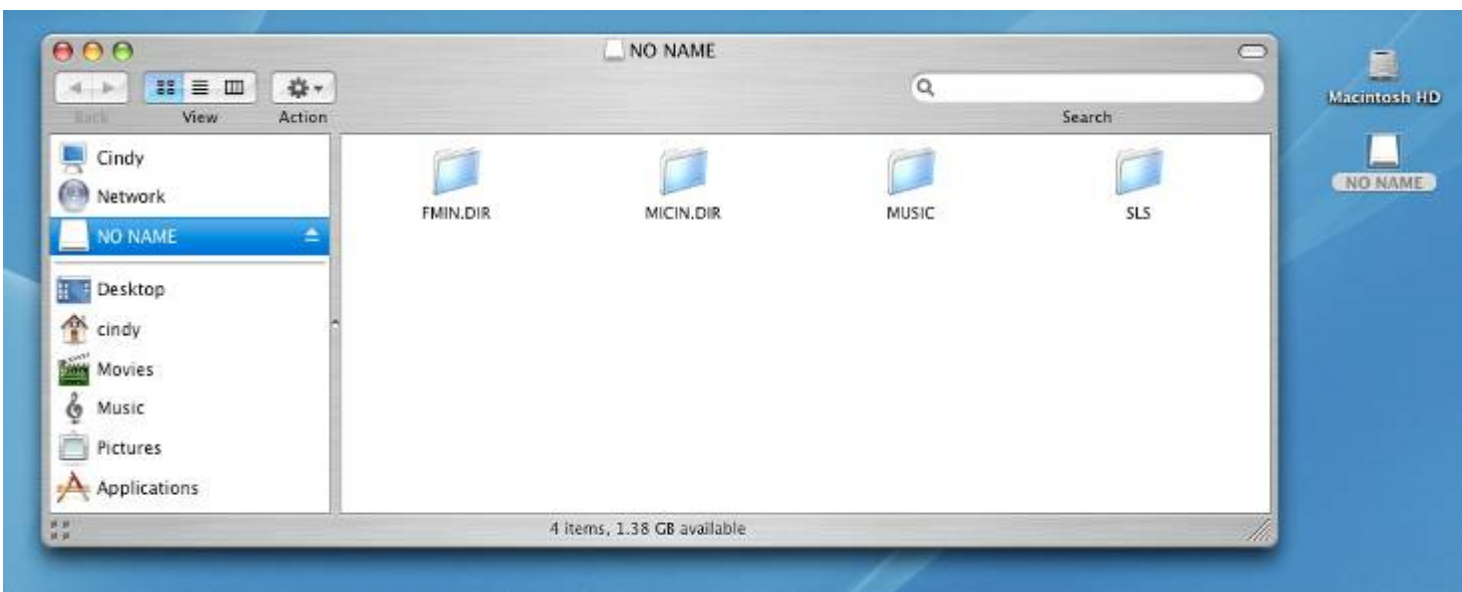 NO NAME
Back View Action Search
Cindy
Network
NO NAME
Desktop
cindy
Movies
Music
Pictures
Applications
FMIN.DIR MICIN.DIR MUSIC SLS
4 items, 1.38 GB available
Macintosh HD
NO NAME